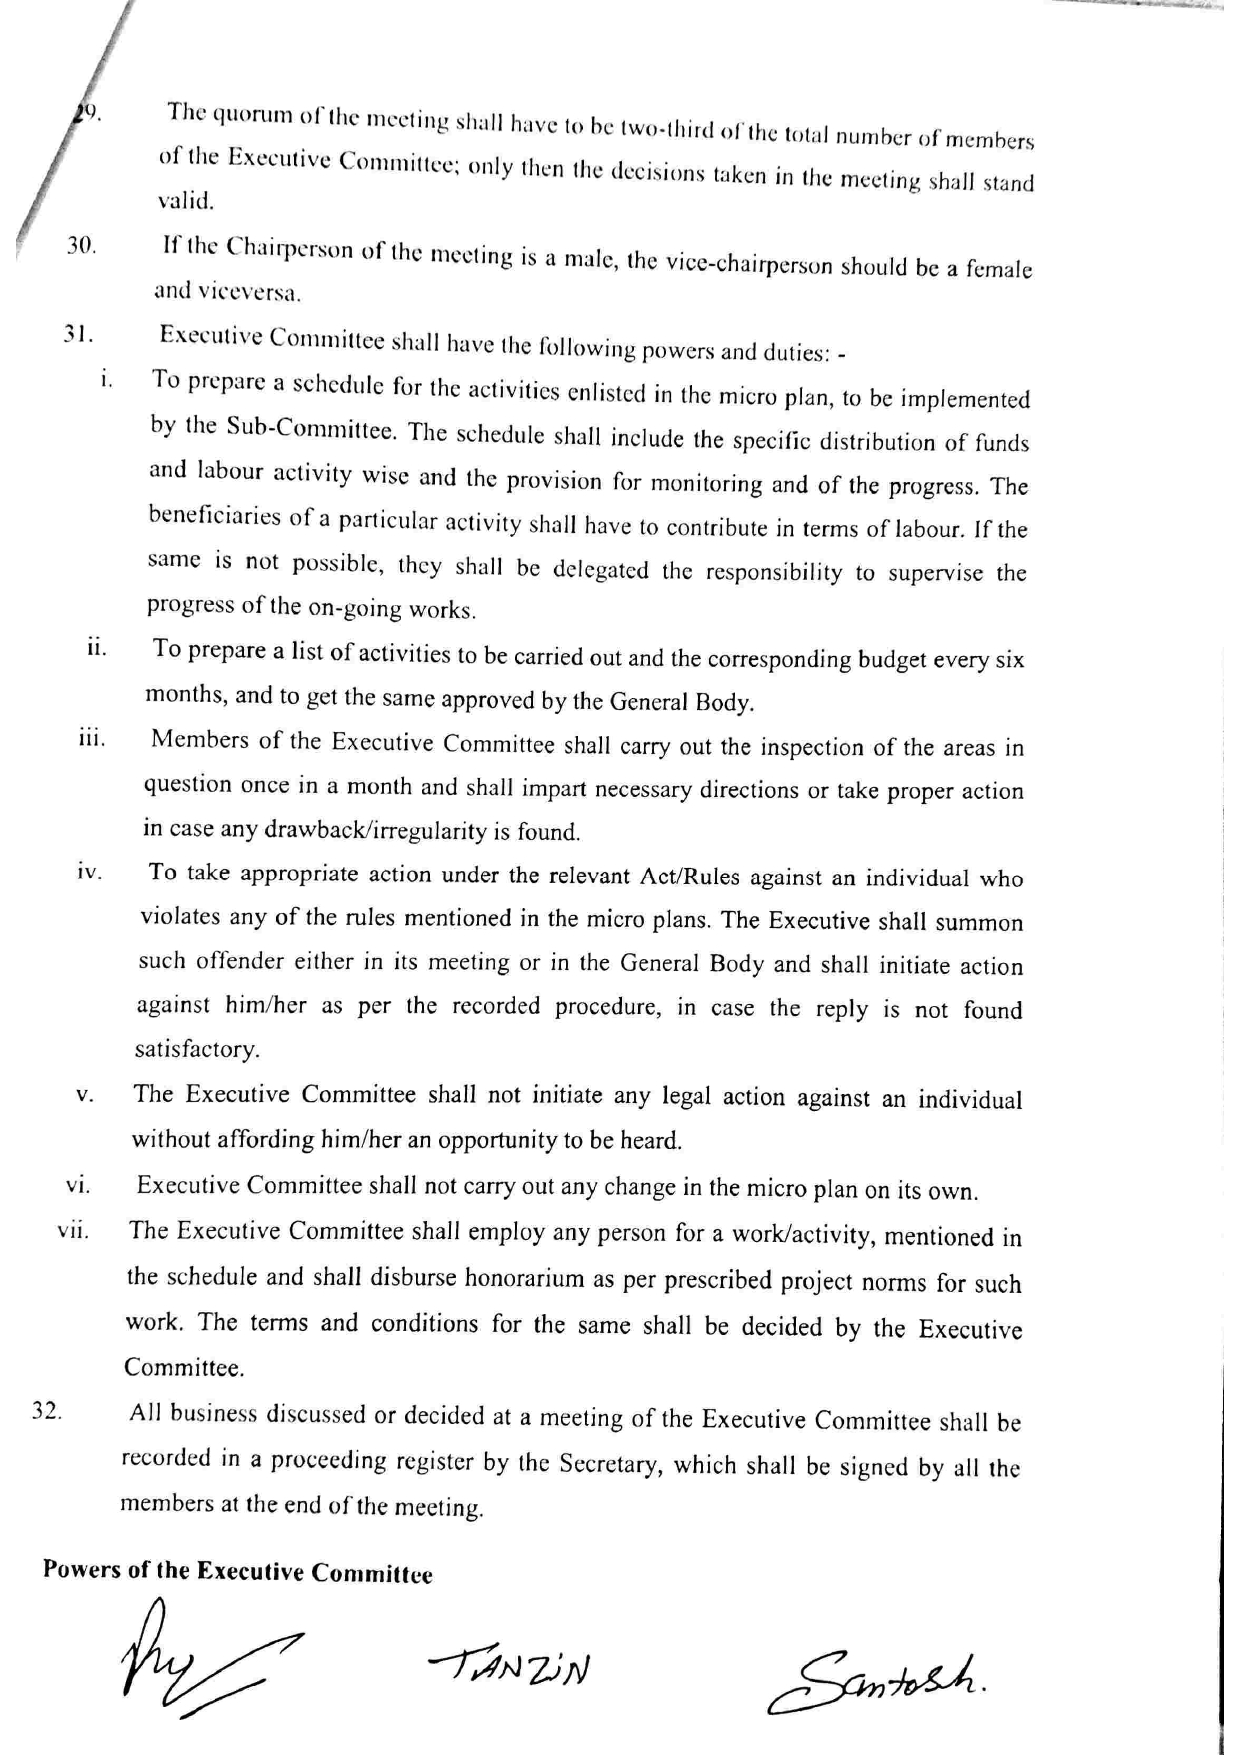 29. The quorum of the meeting shall have to be two-third of the total number of members
of the Executive Committee; only then the decisions taken in the meeting shall stand
valid.
30. If the Chairperson of the meeting is a male, the vice-chairperson should be a female
and viceversa.
31. Executive Committee shall have the following powers and duties: -
i. To prepare a schedule for the activities enlisted in the micro plan, to be implemented
by the Sub-Committee. The schedule shall include the specific distribution of funds
and labour activity wise and the provision for monitoring and of the progress. The
beneficiaries of a particular activity shall have to contribute in terms of labour. If the
same is not possible, they shall be delegated the responsibility to supervise the
progress of the on-going works.
ii. To prepare a list of activities to be carried out and the corresponding budget every six
months, and to get the same approved by the General Body.
iii. Members of the Executive Committee shall carry out the inspection of the areas in
question once in a month and shall impart necessary directions or take proper action
in case any drawback/irregularity is found.
iv. To take appropriate action under the relevant Act/Rules against an individual who
violates any of the rules mentioned in the micro plans. The Executive shall summon
such offender either in its meeting or in the General Body and shall initiate action
against him/her as per the recorded procedure, in case the reply is not found
satisfactory.
v. The Executive Committee shall not initiate any legal action against an individual
without affording him/her an opportunity to be heard.
vi. Executive Committee shall not carry out any change in the micro plan on its own.
vii. The Executive Committee shall employ any person for a work/activity, mentioned in
the schedule and shall disburse honorarium as per prescribed project norms for such
work. The terms and conditions for the same shall be decided by the Executive
Committee.
32. All business discussed or decided at a meeting of the Executive Committee shall be
recorded in a proceeding register by the Secretary, which shall be signed by all the
members at the end of the meeting.
Powers of the Executive Committee
TANZiN Santosh.